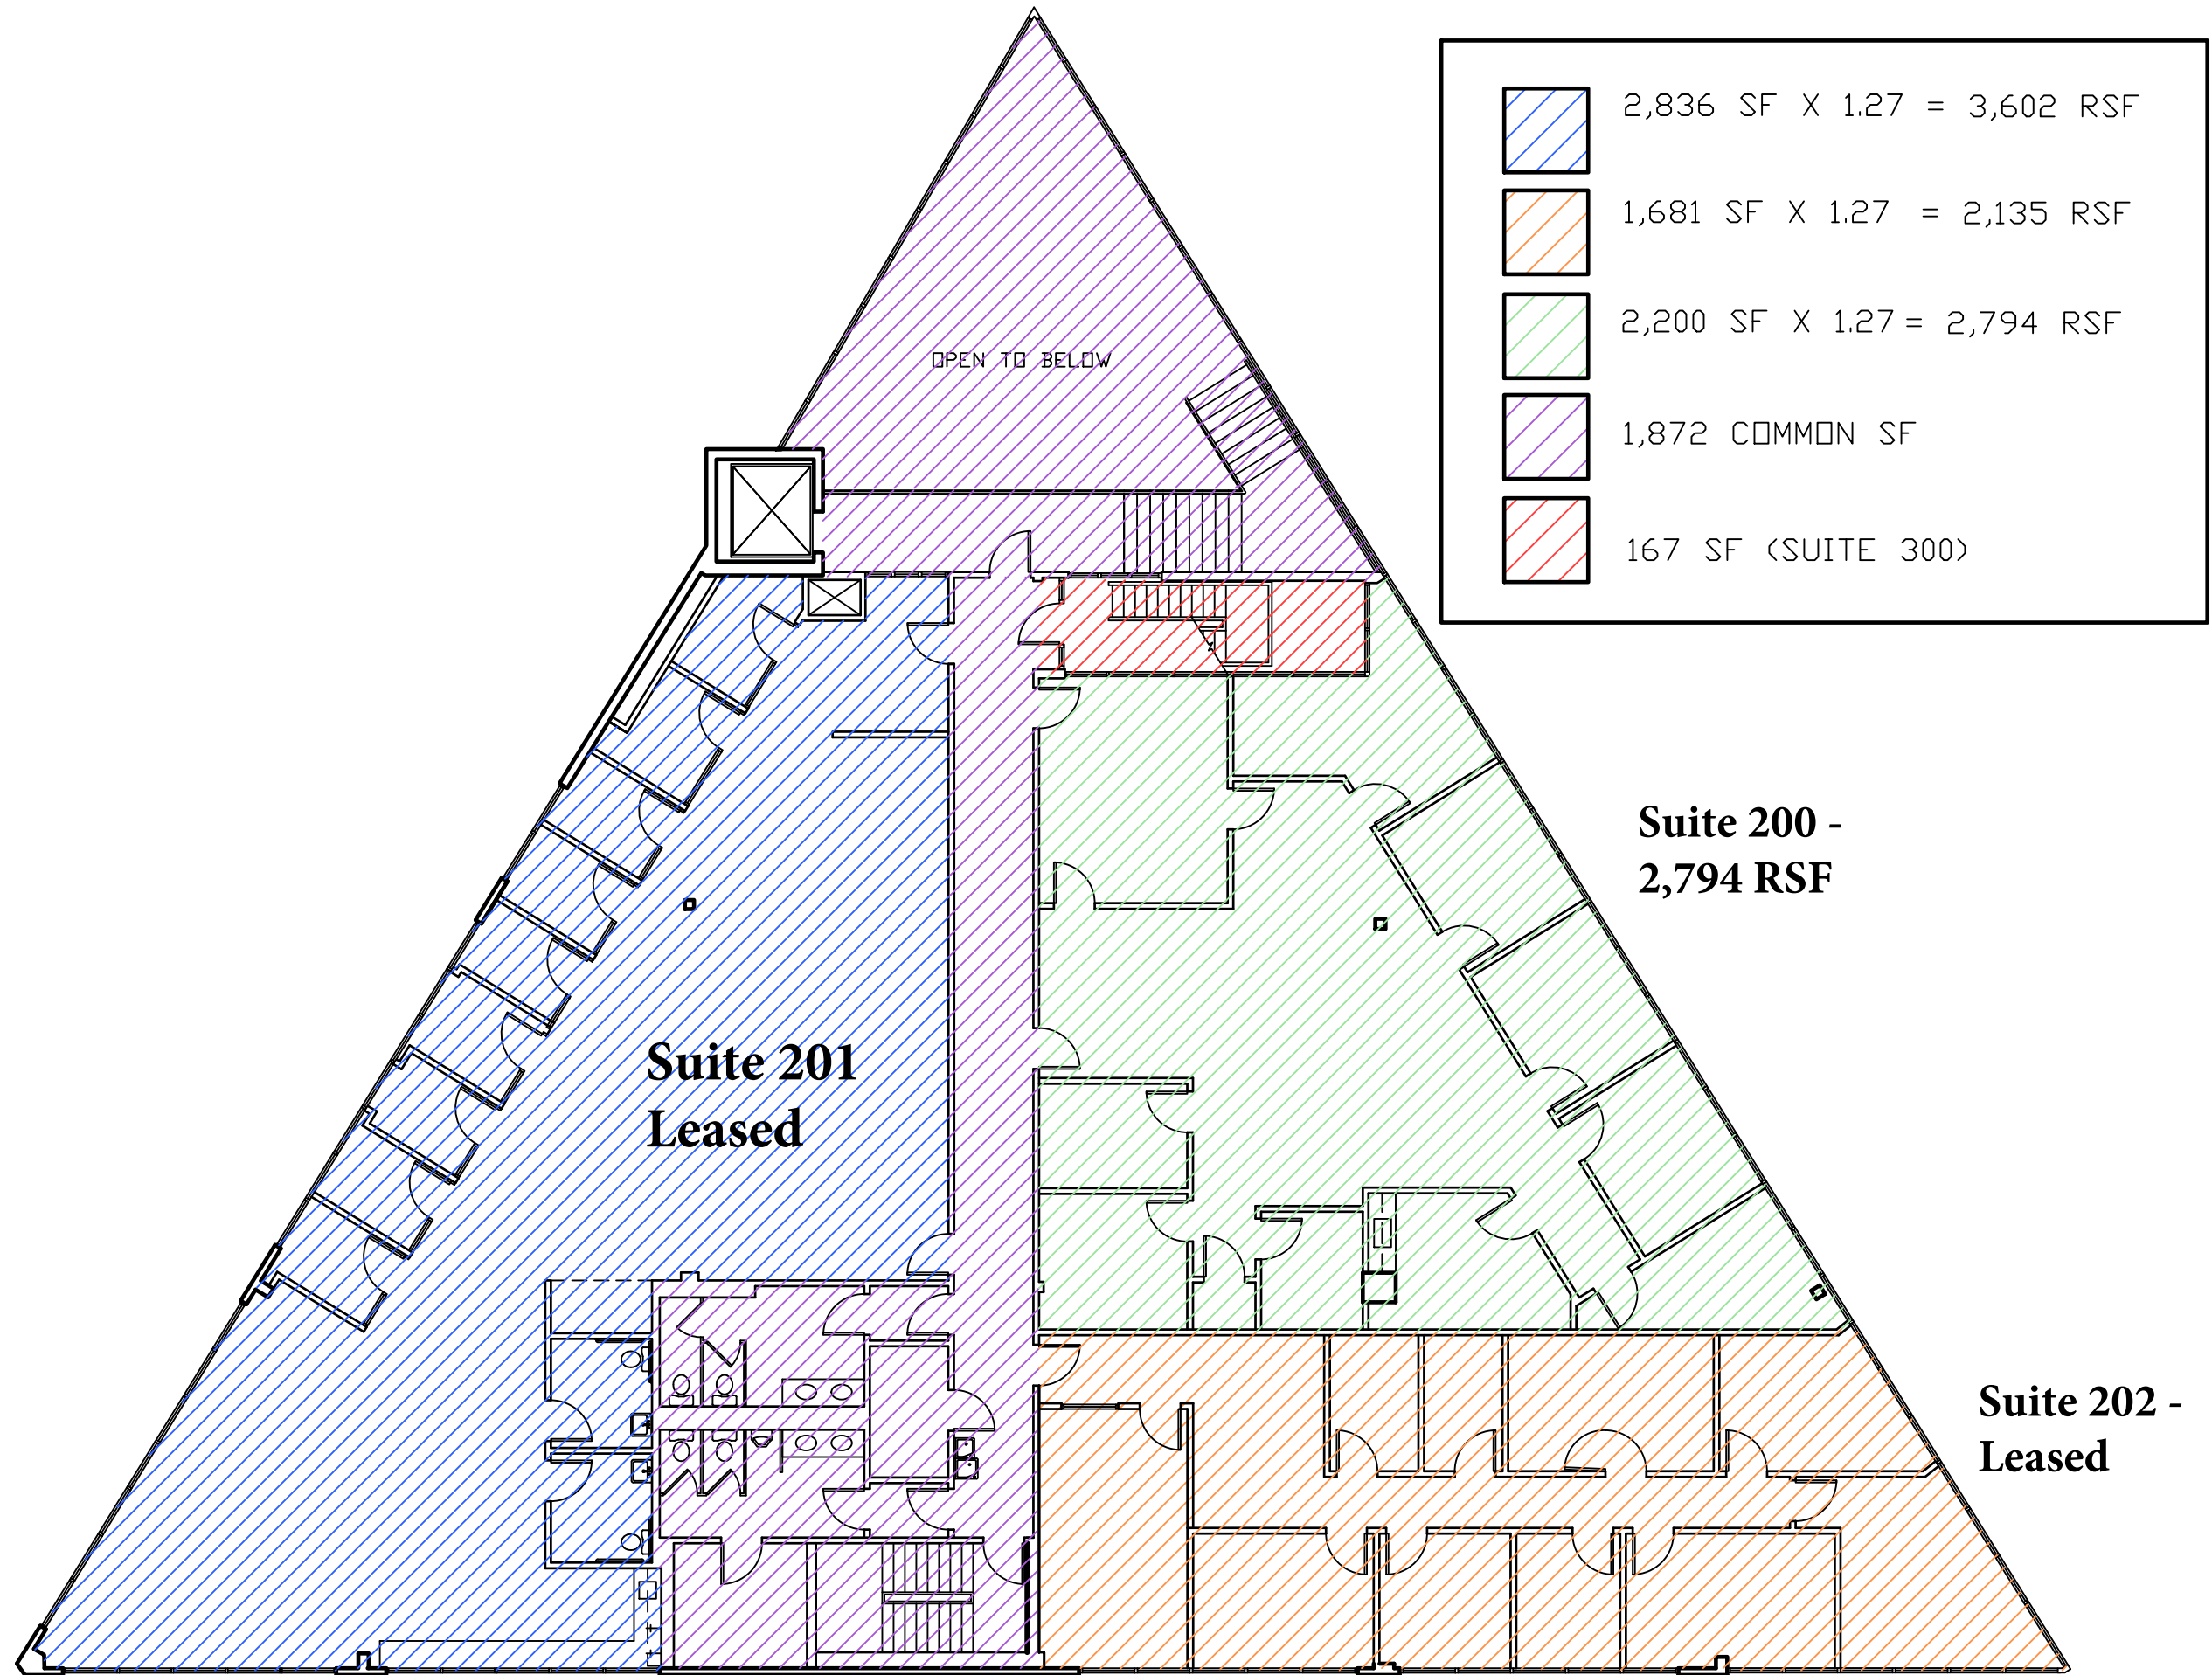 2,836 SF X 1.27 = 3,602 RSF
1,681 SF X 1.27 = 2,135 RSF
2,200 SF X 1.27 = 2,794 RSF
1,872 COMMON SF
167 SF (SUITE 300)
OPEN TO BELOW
Suite 200 -
2,794 RSF
Suite 201
Leased
Suite 202 -
Leased